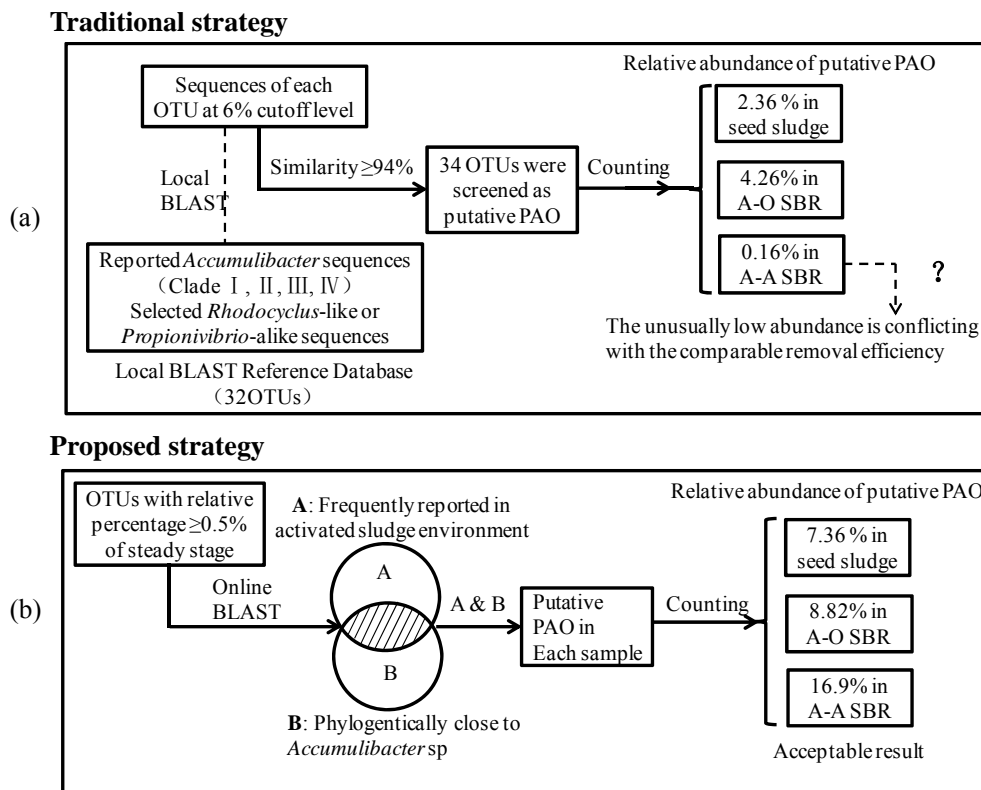 Traditional strategy
(a)
Sequences of each
OTU at 6% cutoff level
Local
BLAST
Similarity ≥94%
34 OTUs were
screened as
putative PAO
Counting
Relative abundance of putative PAO
2.36 % in
seed sludge
4.26% in
A-O SBR
0.16% in
A-A SBR
?
The unusually low abundance is conflicting
with the comparable removal efficiency
Reported Accumulibacter sequences
(Clade Ⅰ, Ⅱ, Ⅲ, Ⅳ)
Selected Rhodocyclus-like or
Propionivibrio-alike sequences
Local BLAST Reference Database
(32OTUs)
Proposed strategy
(b)
OTUs with relative
percentage ≥0.5%
of steady stage
Online
BLAST
A: Frequently reported in
activated sludge environment
A
B
B: Phylogentically close to
Accumulibacter sp
A & B
Putative
PAO in
Each sample
Counting
Relative abundance of putative PAO
7.36 % in
seed sludge
8.82% in
A-O SBR
16.9% in
A-A SBR
Acceptable result